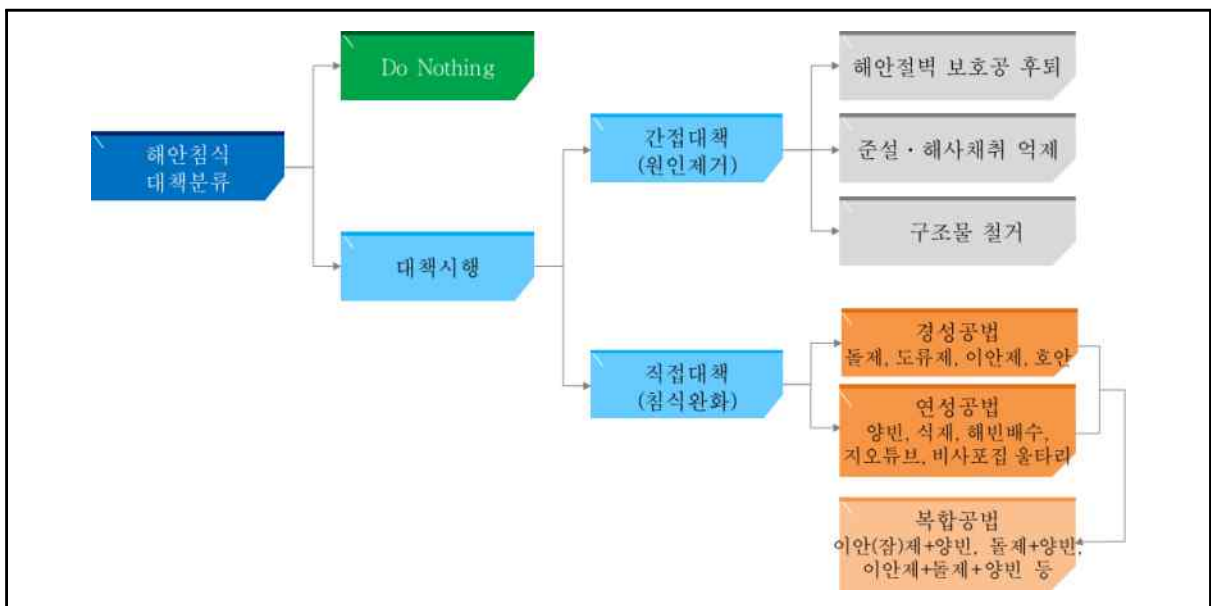 해안침식
대책분류
Do Nothing
대책시행
간접대책
(원인제거)
해안절벽 보호공 후퇴
준설・해사채취 억제
구조물 철거
직접대책
(침식완화)
경성공법
돌제, 도류제, 이안제, 호안
연성공법
양빈, 식제, 해빈배수,
지오튜브, 비사포집 울타리
복합공법
이안(잠)제+양빈, 돌제+양빈,
이안제+돌제+양빈 등